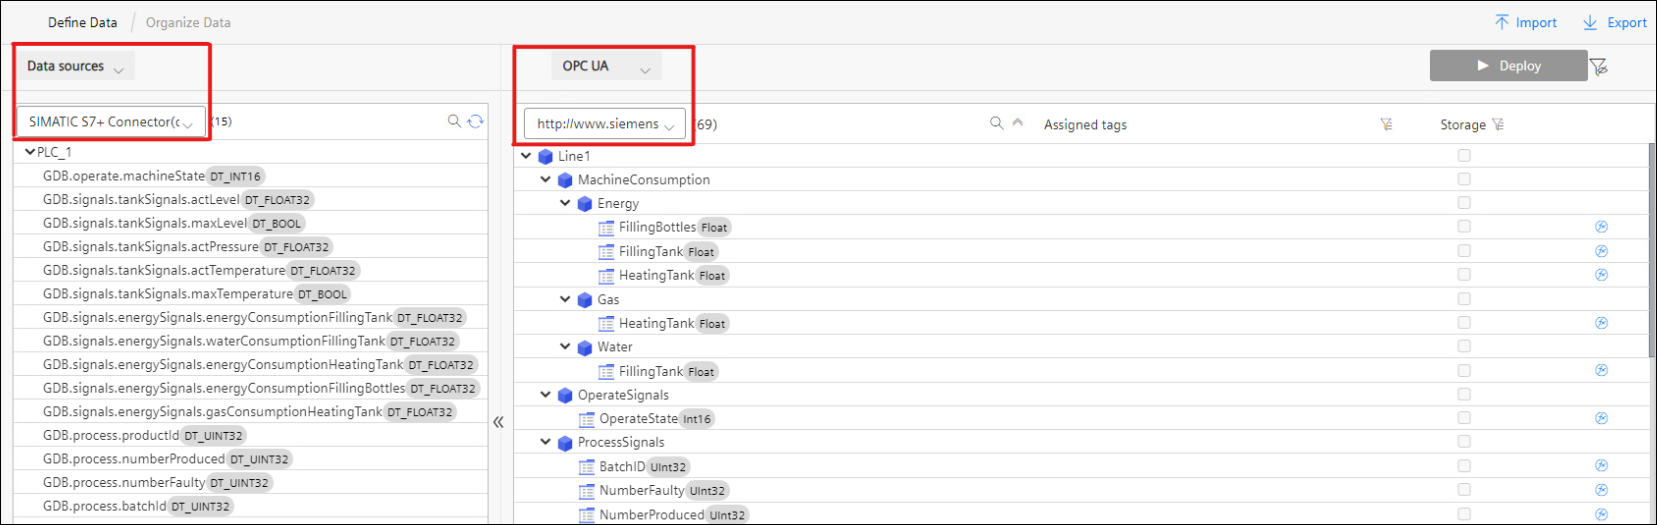 Define Data
Organize Data
Import
Export
Data sources
OPC UA
Deploy
SIMATIC S7+ Connector(
(15)
http://www.siemens
(69)
Assigned tags
Storage
PLC_1
GDB.operate.machineState DT_INT16
GDB.signals.tankSignals.actLevel DT_FLOAT32
GDB.signals.tankSignals.maxLevel DT_BOOL
GDB.signals.tankSignals.actPressure DT_FLOAT32
GDB.signals.tankSignals.actTemperature DT_FLOAT32
GDB.signals.tankSignals.maxTemperature DT_BOOL
GDB.signals.energySignals.energyConsumptionFillingTank DT_FLOAT32
GDB.signals.energySignals.waterConsumptionFillingTank DT_FLOAT32
GDB.signals.energySignals.energyConsumptionHeatingTank DT_FLOAT32
GDB.signals.energySignals.energyConsumptionFillingBottles DT_FLOAT32
GDB.signals.energySignals.gasConsumptionHeatingTank DT_FLOAT32
GDB.process.productId DT_UINT32
GDB.process.numberProduced DT_UINT32
GDB.process.numberFaulty DT_UINT32
GDB.process.batchId DT_UINT32
Line1
MachineConsumption
Energy
FillingBottles Float
FillingTank Float
HeatingTank Float
Gas
HeatingTank Float
Water
FillingTank Float
OperateSignals
OperateState Int16
ProcessSignals
BatchID UInt32
NumberFaulty UInt32
NumberProduced UInt32